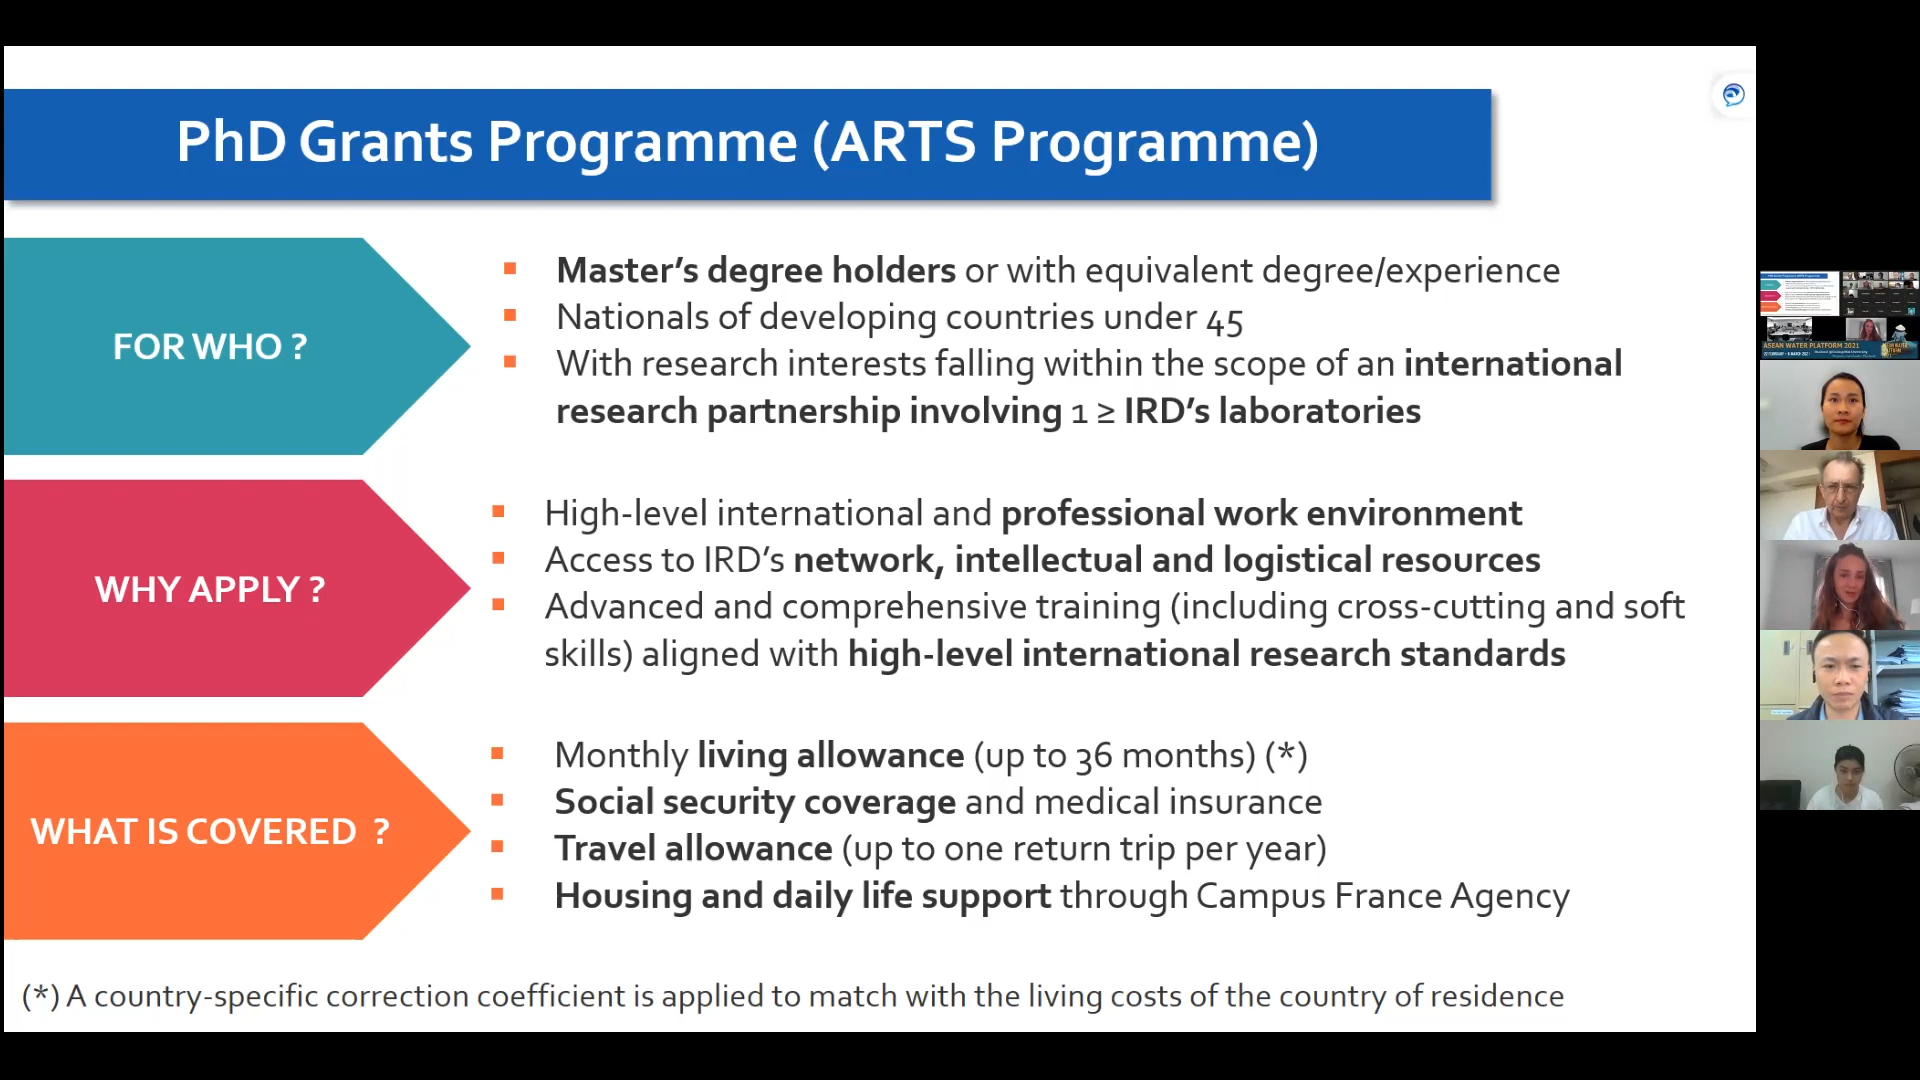 PhD Grants Programme (ARTS Programme)
FOR WHO ?
Master's degree holders or with equivalent degree/experience
Nationals of developing countries under 45
With research interests falling within the scope of an international
research partnership involving 1 ≥ IRD's laboratories
WHY APPLY ?
High-level international and professional work environment
Access to IRD's network, intellectual and logistical resources
Advanced and comprehensive training (including cross-cutting and soft
skills) aligned with high-level international research standards
WHAT IS COVERED ?
Monthly living allowance (up to 36 months) (*)
Social security coverage and medical insurance
Travel allowance (up to one return trip per year)
Housing and daily life support through Campus France Agency
(*) A country-specific correction coefficient is applied to match with the living costs of the country of residence
ASEAN WATER PLATFORM 2021